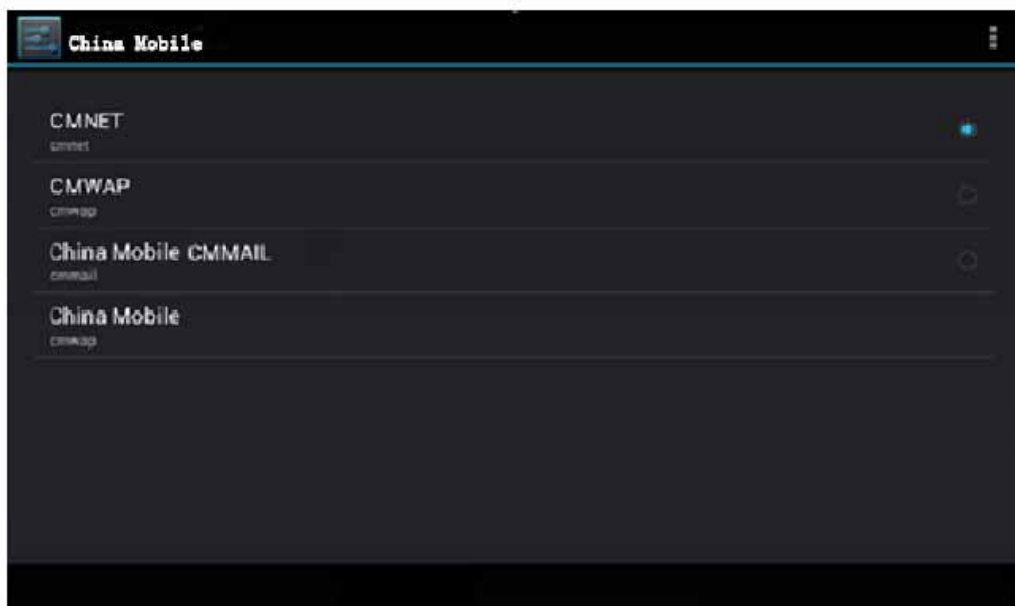 China Mobile
CMNET
cmnet
CMWAP
cmwap
China Mobile CMMAIL
cmmail
China Mobile
cmwap